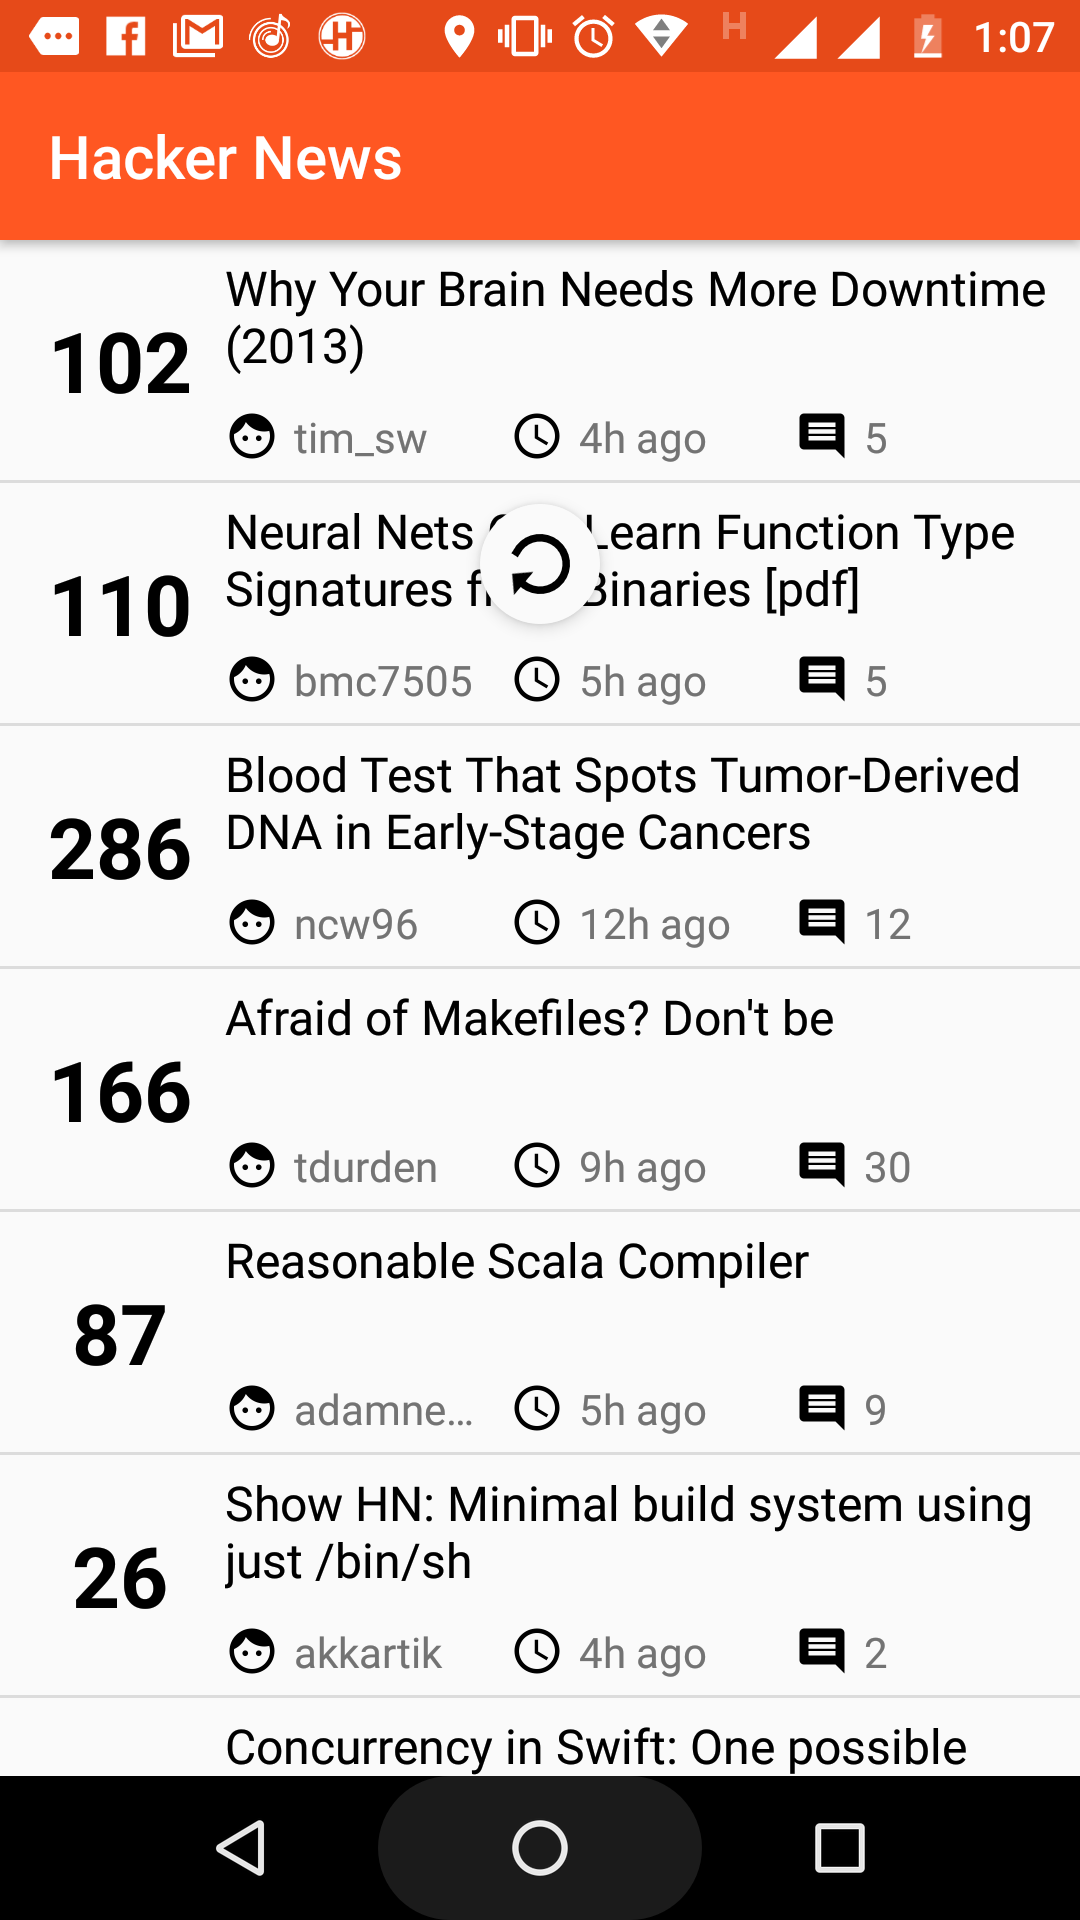 H 1:07
Hacker News
Why Your Brain Needs More Downtime
(2013)
102
tim_sw 4h ago 5
Neural Nets Learn Function Type
Signatures Binaries [pdf]
110
bmc7505 5h ago 5
Blood Test That Spots Tumor-Derived
DNA in Early-Stage Cancers
286
ncw96 12h ago 12
Afraid of Makefiles? Don't be
166
tdurden 9h ago 30
Reasonable Scala Compiler
87
adamne... 5h ago 9
Show HN: Minimal build system using
just /bin/sh
26
akkartik 4h ago 2
Concurrency in Swift: One possible